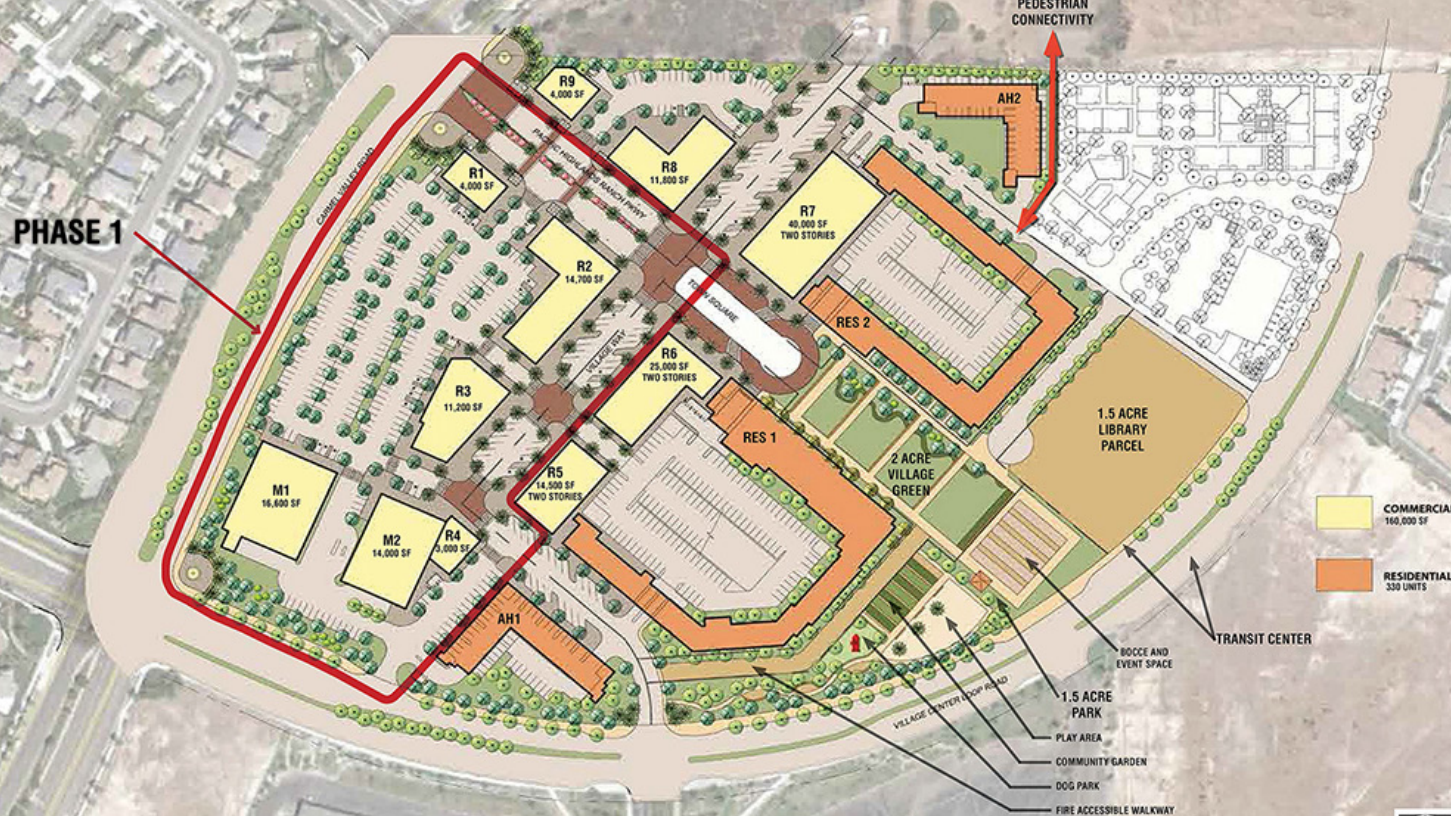 PEDESTRIAN
CONNECTIVITY
R9
4,000 SF
AH2
PACIFIC HIGHLANDS RANCH PKWY
R8
11,800 SF
CARMEL VALLEY ROAD
R1
4,000 SF
PHASE 1
R7
40,000 SF
TWO STORIES
R2
14,700 SF
TOWN SQUARE
RES 2
VILLAGE WAY
R6
25,000 SF
TWO STORIES
R3
11,200 SF
1.5 ACRE
LIBRARY
PARCEL
RES 1
2 ACRE
VILLAGE
GREEN
R5
14,500 SF
TWO STORIES
M1
16,600 SF
COMMERCIAL
160,000 SF
M2
14,000 SF
R4
3,000 SF
RESIDENTIAL
330 UNITS
AH1
TRANSIT CENTER
BOCCE AND
EVENT SPACE
VILLAGE CENTER LOOP ROAD
1.5 ACRE
PARK
PLAY AREA
COMMUNITY GARDEN
DOG PARK
FIRE ACCESSIBLE WALKWAY